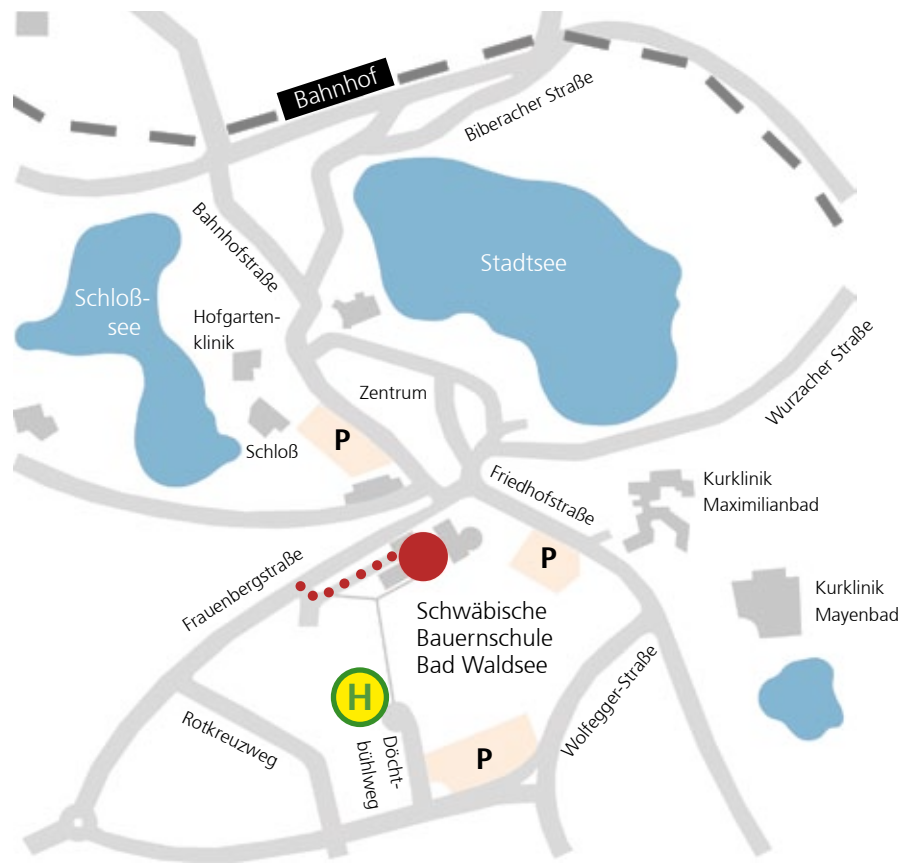 Bahnhof
Biberacher Straße
Bahnhofstraße
Stadtsee
Schloß-
see
Hofgarten-
klinik
Wurzacher Straße
Zentrum
P
Schloß
Friedhofstraße
Kurklinik
Maximilianbad
P
Frauenbergstraße
Kurklinik
Mayenbad
Schwäbische
Bauernschule
Bad Waldsee
H
Wolfegger-Straße
Rotkreuzweg
Döcht-
bühlweg
P